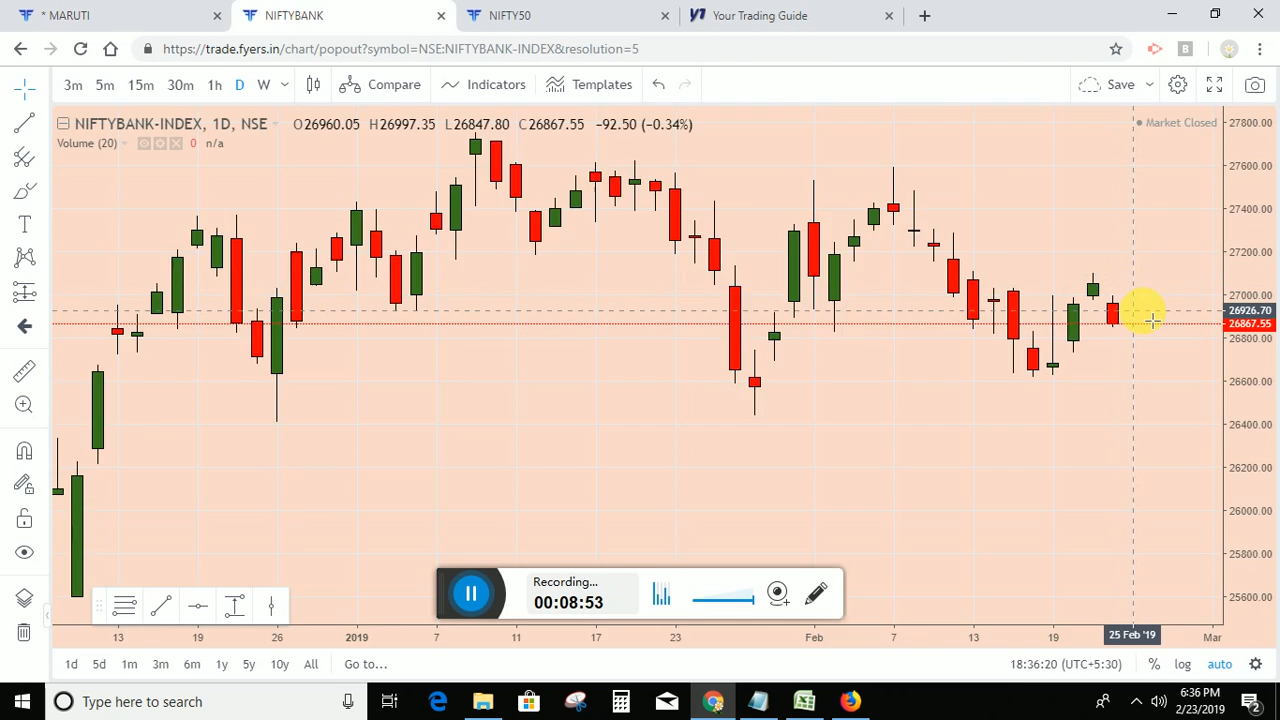 * MARUTI
NIFTYBANK
NIFTY50
Your Trading Guide
https://trade.fyers.in/chart/popout?symbol=NSE:NIFTYBANK-INDEX&resolution=5
3m 5m 15m 30m 1h D W Compare Indicators Templates Save
NIFTYBANK-INDEX, 1D, NSE O26960.05 H26997.35 L26847.80 C26867.55 −92.50 (−0.34%)
Market Closed
Volume (20) 0 n/a
27800.00
27600.00
27400.00
27200.00
27000.00
26926.70
26867.55
26800.00
26600.00
26400.00
26200.00
26000.00
25800.00
25600.00
Recording...
00:08:53
13 19 26 2019 7 11 17 23 Feb 7 13 19 25 Feb '19 Mar
1d 5d 1m 3m 6m 1y 5y 10y All Go to... 18:36:20 (UTC+5:30) % log auto
Type here to search
6:36 PM
2/23/2019
2